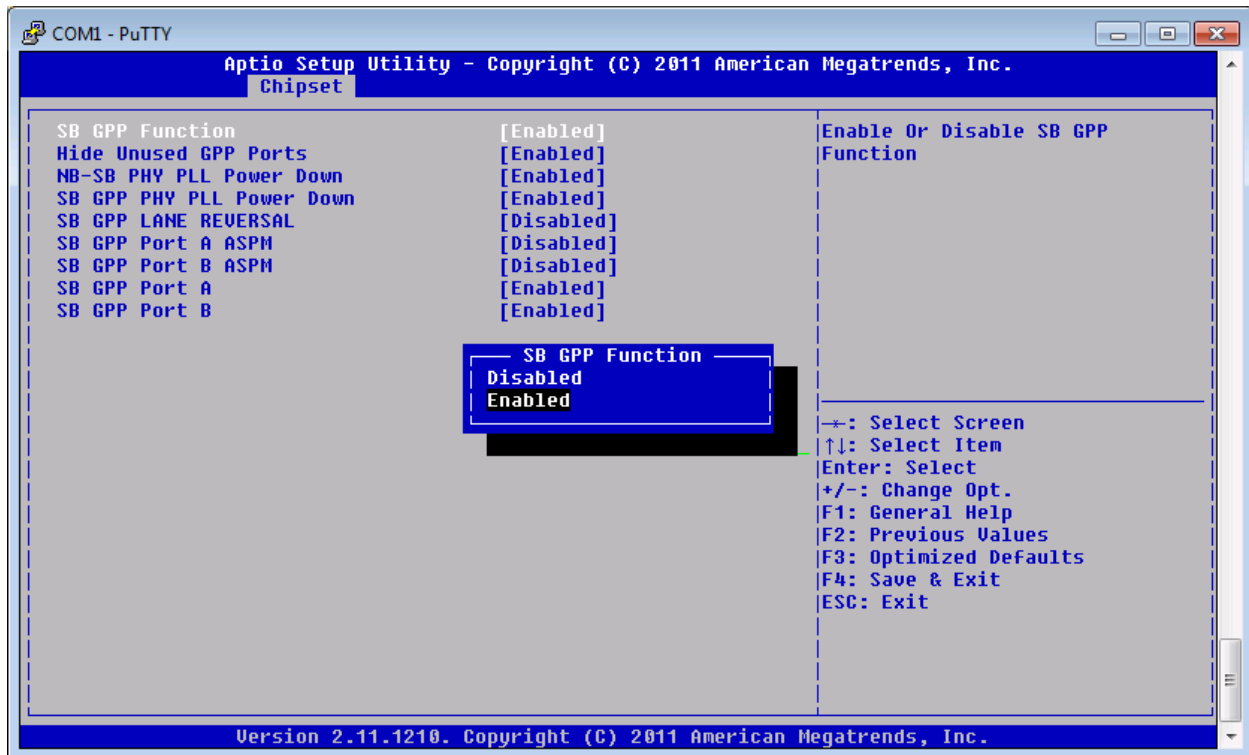 COM1 - PuTTY
Aptio Setup Utility - Copyright (C) 2011 American Megatrends, Inc.
Chipset
SB GPP Function [Enabled]
Hide Unused GPP Ports [Enabled]
NB-SB PHY PLL Power Down [Enabled]
SB GPP PHY PLL Power Down [Enabled]
SB GPP LANE REVERSAL [Disabled]
SB GPP Port A ASPM [Disabled]
SB GPP Port B ASPM [Disabled]
SB GPP Port A [Enabled]
SB GPP Port B [Enabled]
SB GPP Function
Disabled
Enabled
Enable Or Disable SB GPP
Function
→←: Select Screen
↑↓: Select Item
Enter: Select
+/-: Change Opt.
F1: General Help
F2: Previous Values
F3: Optimized Defaults
F4: Save & Exit
ESC: Exit
Version 2.11.1210. Copyright (C) 2011 American Megatrends, Inc.